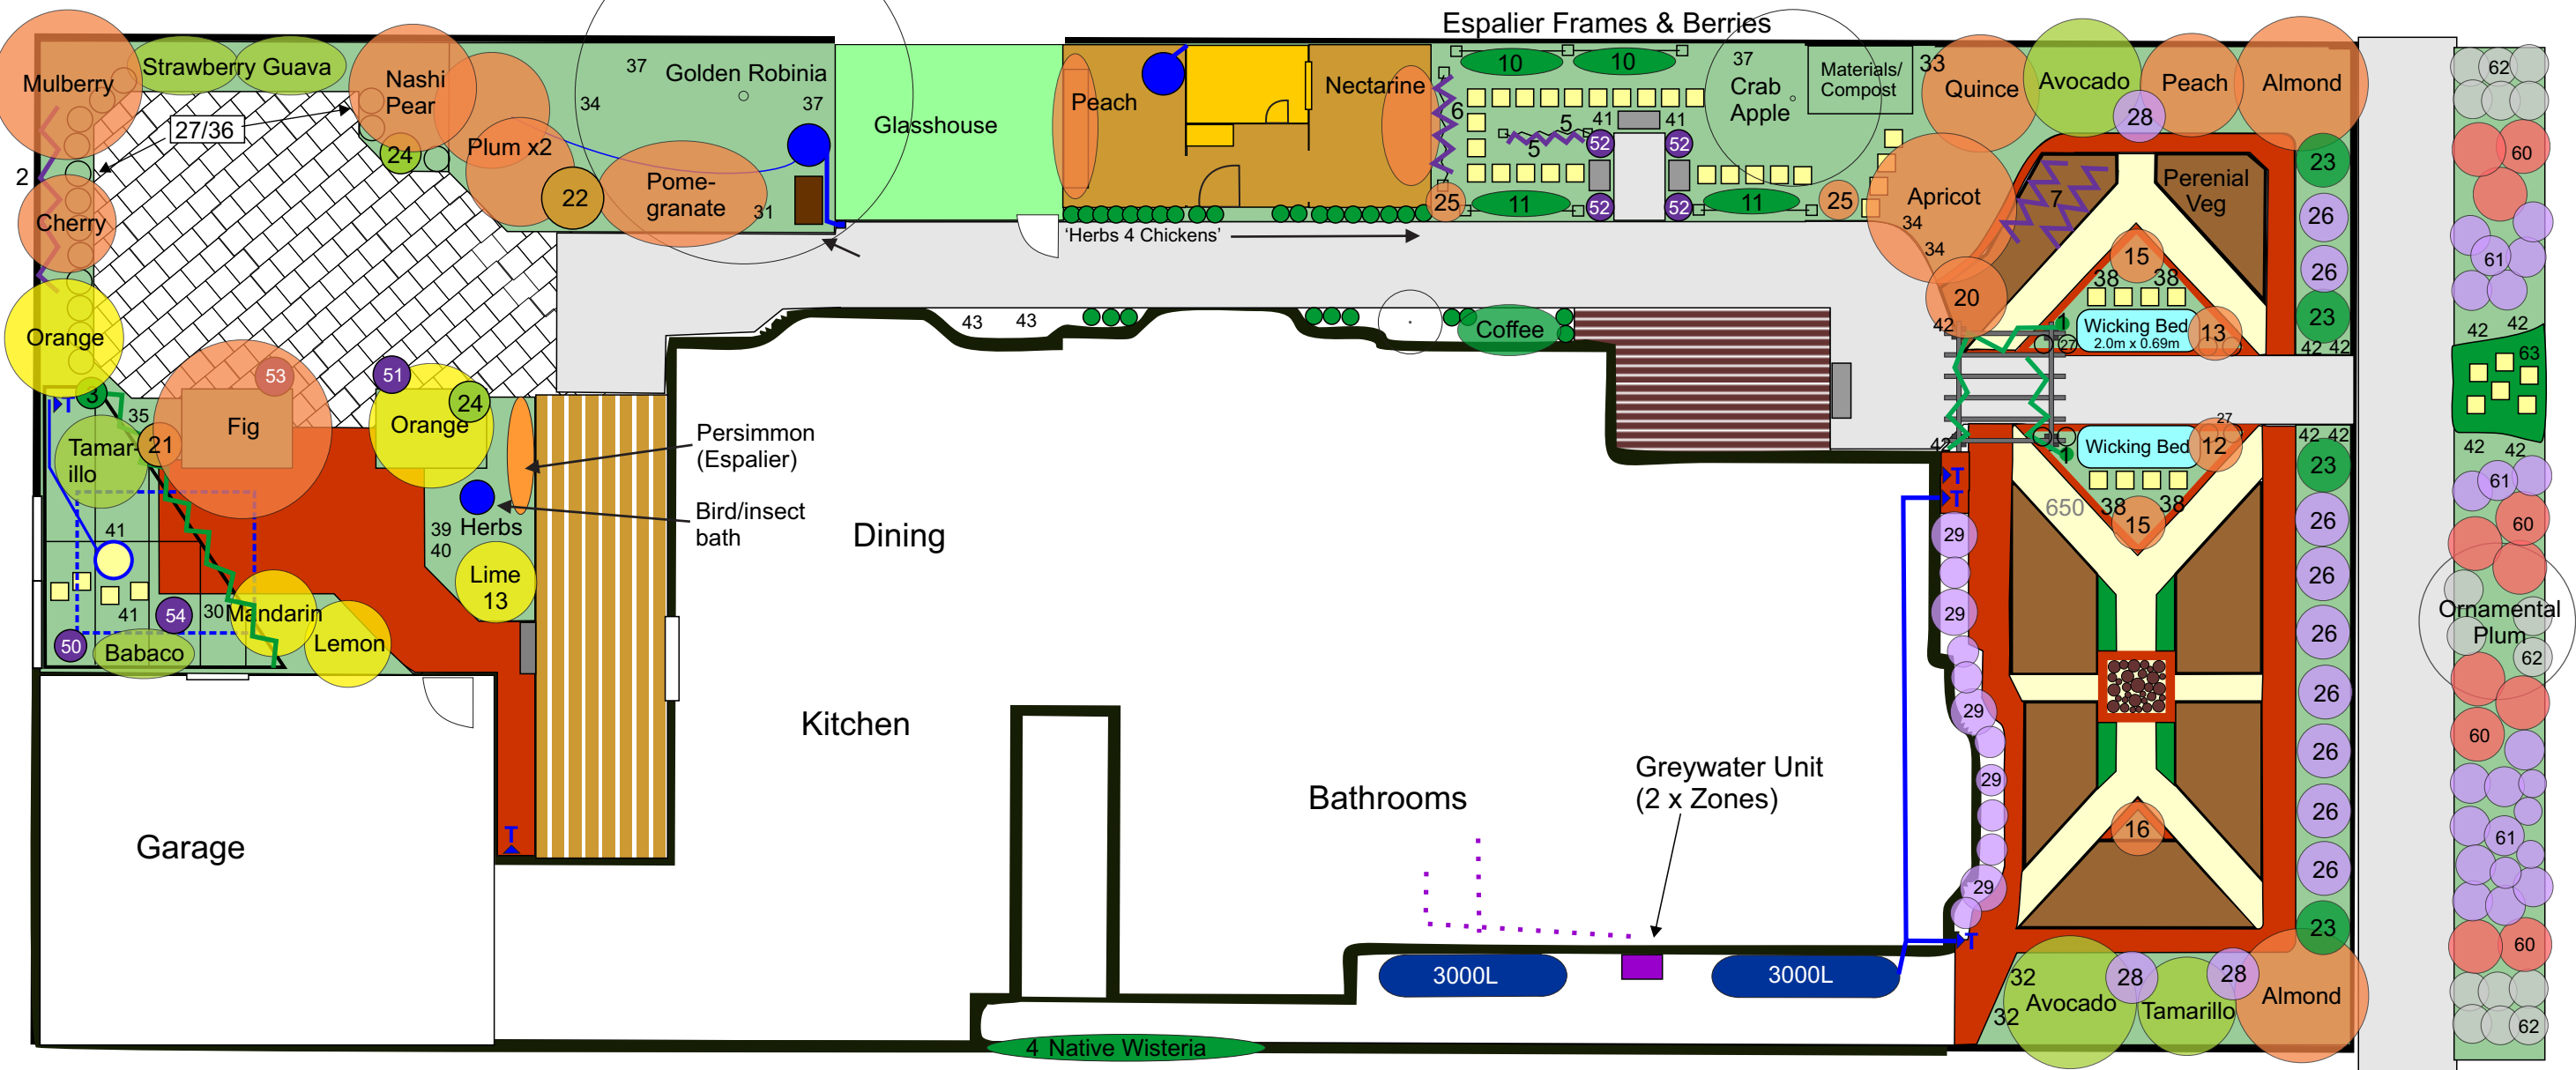 Espalier Frames & Berries
Mulberry
Strawberry Guava
Nashi
Pear
27/36
24
Plum x2
22
37
Golden Robinia
34
37
Pome-
granate
31
Glasshouse
Peach
Nectarine
'Herbs 4 Chickens'
10
10
6
5
5
41
41
52
52
52
52
25
11
11
25
37
Crab
Apple
Materials/
Compost
33
Quince
Avocado
28
Peach
Almond
Apricot
34
34
20
7
Perenial
Veg
15
38
38
Wicking Bed
2.0m x 0.69m
13
1
27
42
42
42 42
23
26
26
23
62
60
61
42
42
63
42
42
2
Cherry
Orange
3
T
35
Tamar-
illo
21
53
Fig
51
24
Orange
Persimmon
(Espalier)
Bird/insect
bath
39
40
Herbs
Lime
13
41
41
54
30
Mandarin
Lemon
50
Babaco
43
43
Coffee
Dining
Kitchen
Garage
T
Bathrooms
Greywater Unit
(2 x Zones)
3000L
3000L
4 Native Wisteria
T
T
T
29
29
29
29
29
1
Wicking Bed
12
27
42 42
650
38
38
15
16
23
26
26
26
26
26
26
26
23
32
32
Avocado
28
Tamarillo
28
Almond
61
60
Ornamental
Plum
62
60
61
60
62